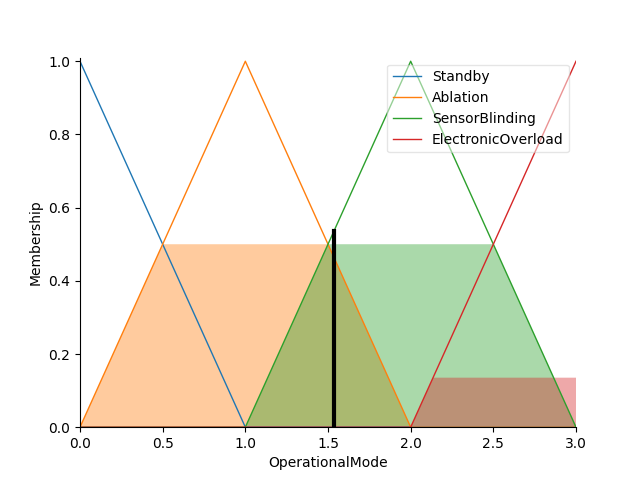 1.0
0.8
0.6
0.4
0.2
0.0
Membership
Standby
Ablation
SensorBlinding
ElectronicOverload
0.0 0.5 1.0 1.5 2.0 2.5 3.0
OperationalMode